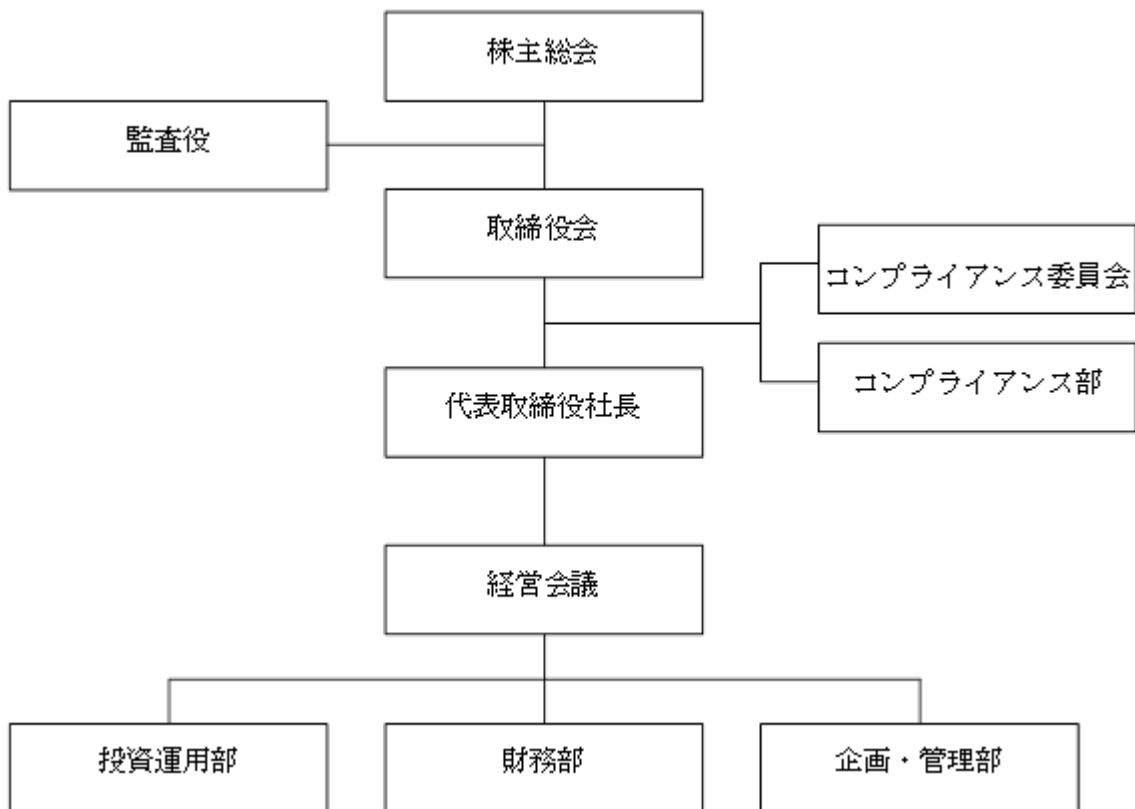 株主総会
監査役
取締役会
コンプライアンス委員会
コンプライアンス部
代表取締役社長
経営会議
投資運用部
財務部
企画・管理部